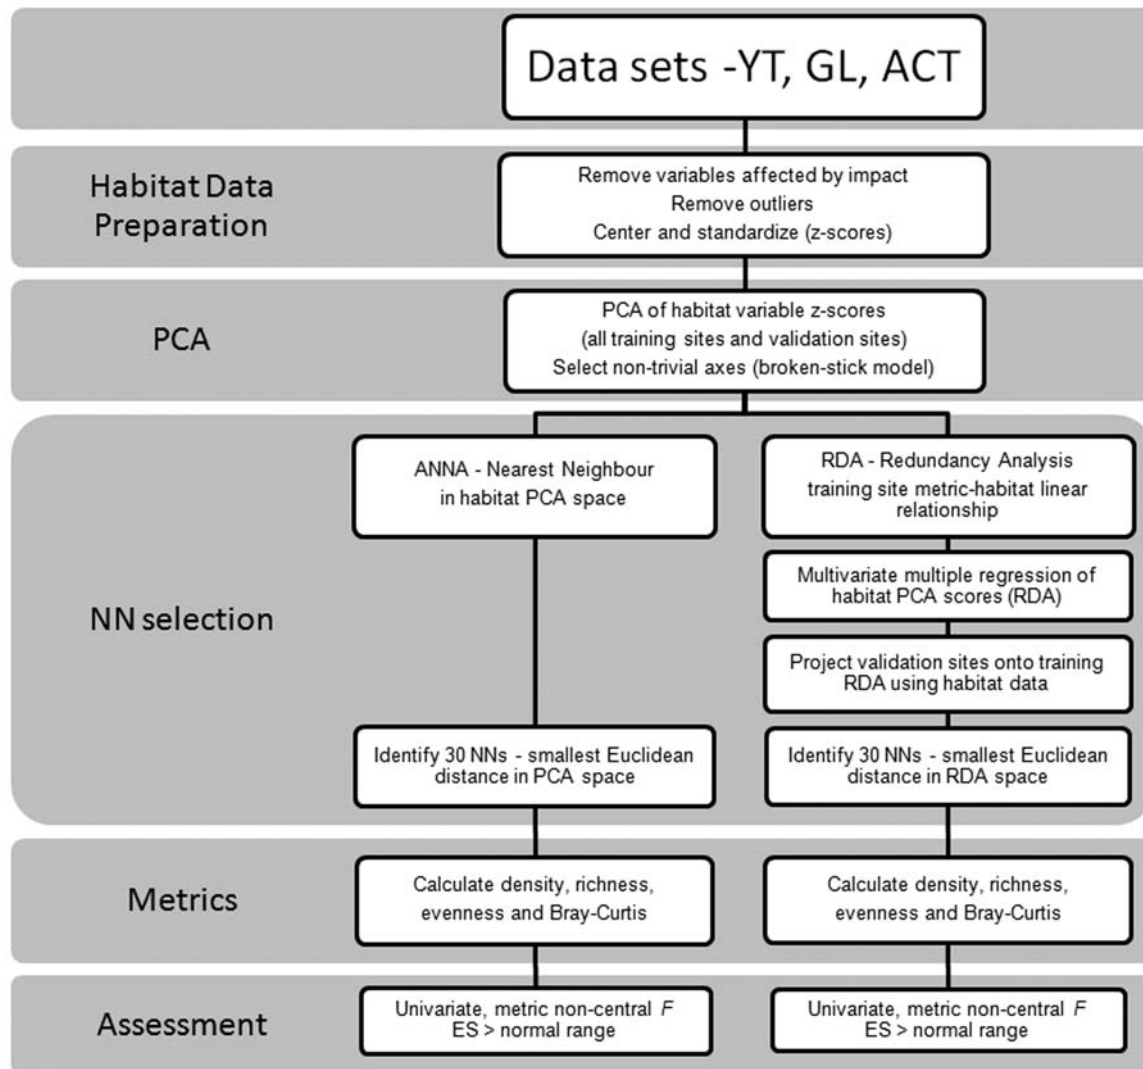 Data sets -YT, GL, ACT
Habitat Data
Preparation
Remove variables affected by impact
Remove outliers
Center and standardize (z-scores)
PCA
PCA of habitat variable z-scores
(all training sites and validation sites)
Select non-trivial axes (broken-stick model)
NN selection
ANNA - Nearest Neighbour
in habitat PCA space
Identify 30 NNs - smallest Euclidean
distance in PCA space
RDA - Redundancy Analysis
training site metric-habitat linear
relationship
Multivariate multiple regression of
habitat PCA scores (RDA)
Project validation sites onto training
RDA using habitat data
Identify 30 NNs - smallest Euclidean
distance in RDA space
Metrics
Calculate density, richness,
evenness and Bray-Curtis
Calculate density, richness,
evenness and Bray-Curtis
Assessment
Univariate, metric non-central F
ES > normal range
Univariate, metric non-central F
ES > normal range